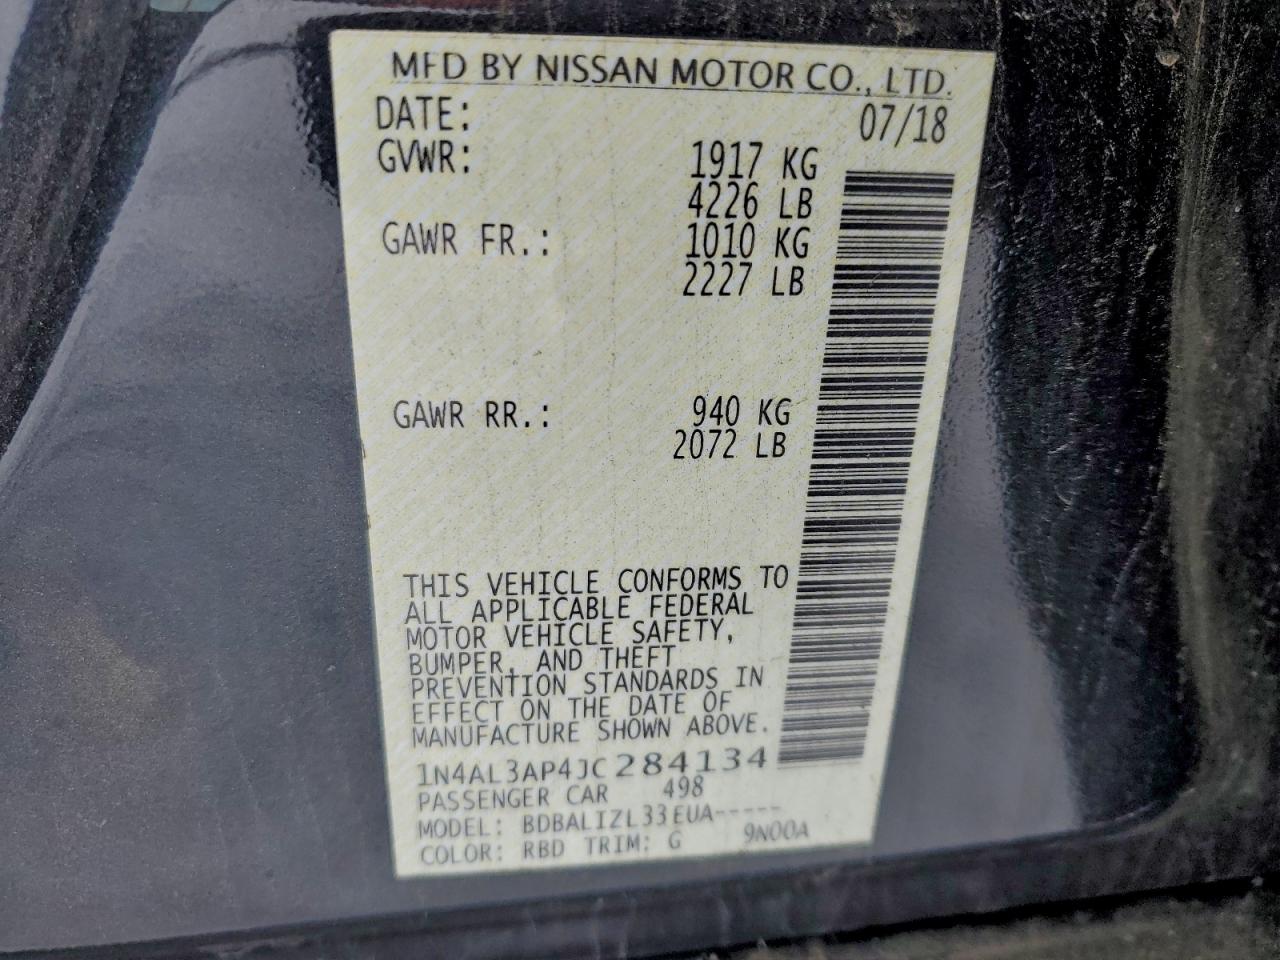 MFD BY NISSAN MOTOR CO., LTD.
DATE: 07/18
GVWR: 1917 KG
4226 LB
GAWR FR.: 1010 KG
2227 LB
GAWR RR.: 940 KG
2072 LB
THIS VEHICLE CONFORMS TO
ALL APPLICABLE FEDERAL
MOTOR VEHICLE SAFETY,
BUMPER, AND THEFT
PREVENTION STANDARDS IN
EFFECT ON THE DATE OF
MANUFACTURE SHOWN ABOVE.
1N4AL3AP4JC284134
PASSENGER CAR 498
MODEL: BDBALIZL33EUA-----
COLOR: RBD TRIM: G 9N00A